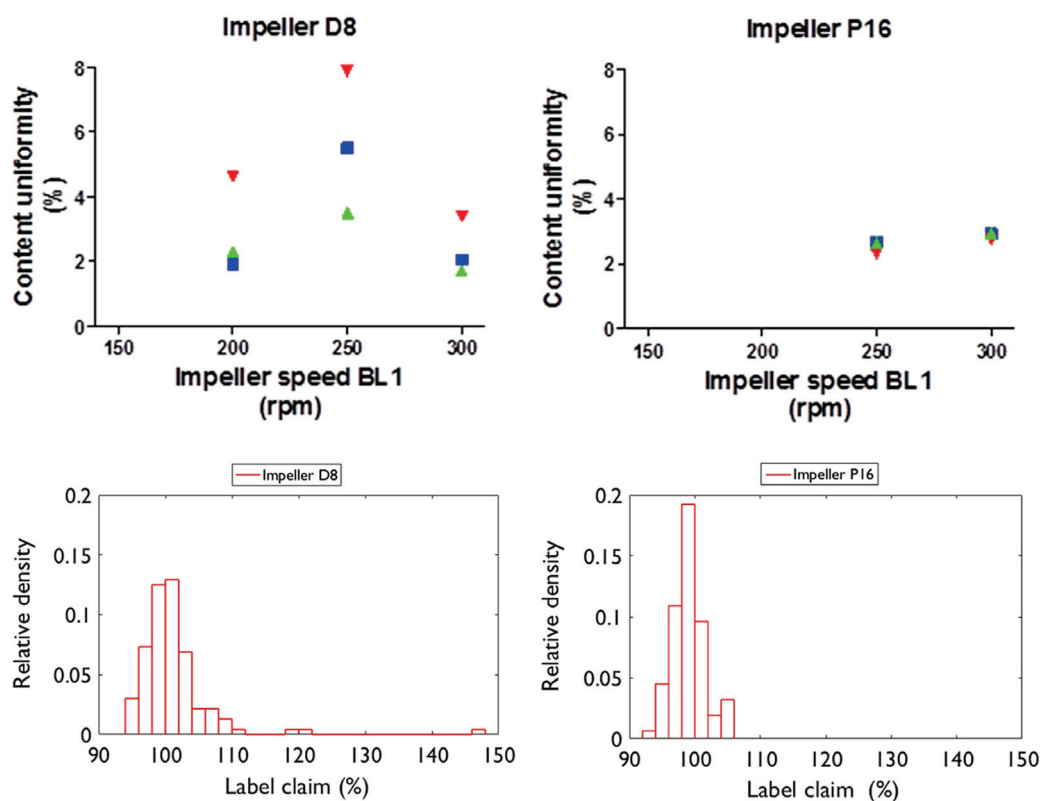 Impeller D8
Content uniformity
(%)
8
6
4
2
0
150 200 250 300
Impeller speed BL1
(rpm)
Impeller P16
Content uniformity
(%)
8
6
4
2
0
150 200 250 300
Impeller speed BL1
(rpm)
Impeller D8
Relative density
0.2
0.15
0.1
0.05
0
90 100 110 120 130 140 150
Label claim (%)
Impeller P16
Relative density
0.2
0.15
0.1
0.05
0
90 100 110 120 130 140 150
Label claim (%)